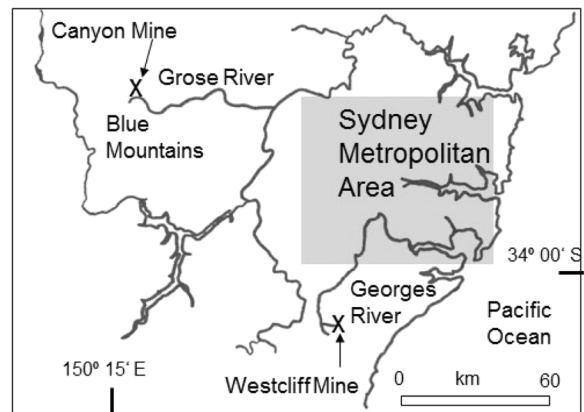 Canyon Mine
X
Grose River
Blue
Mountains
Sydney
Metropolitan
Area
34º 00‘ S
Georges
River
X
Pacific
Ocean
150º 15‘ E
Westcliff Mine
0 km 60